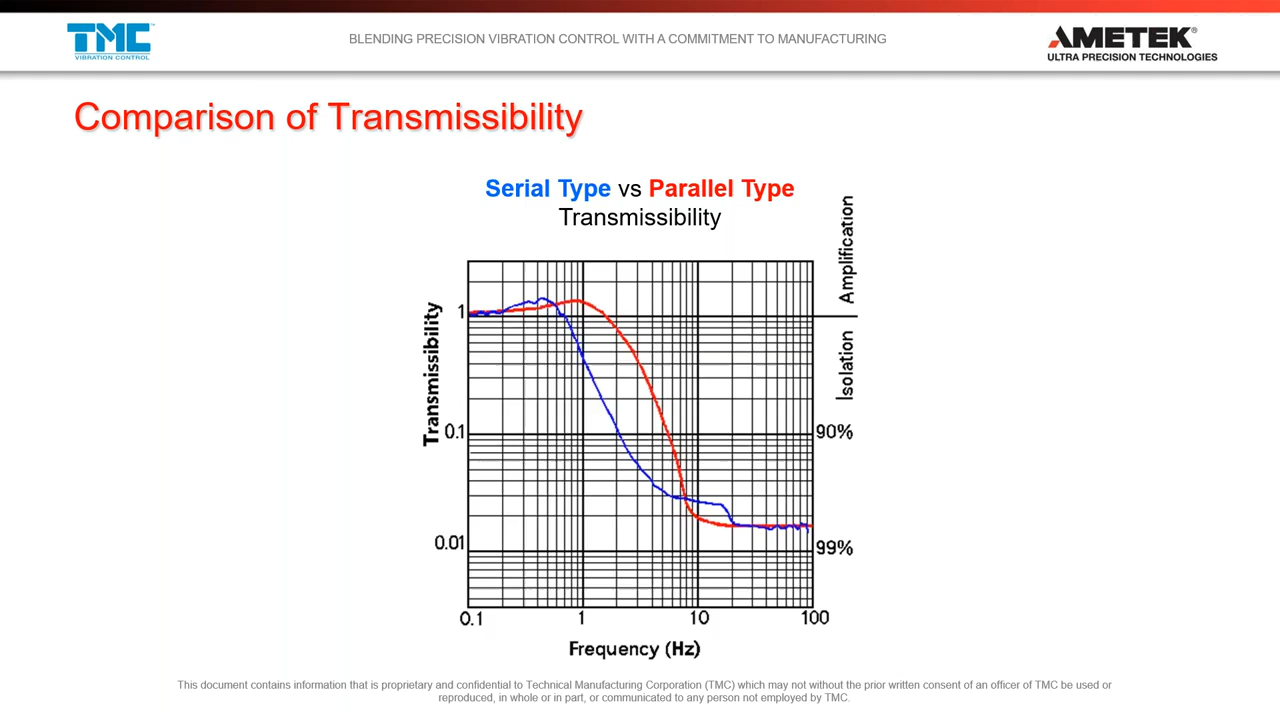 TMC
VIBRATION CONTROL
BLENDING PRECISION VIBRATION CONTROL WITH A COMMITMENT TO MANUFACTURING
AMETEK®
ULTRA PRECISION TECHNOLOGIES
Comparison of Transmissibility
Serial Type vs Parallel Type
Transmissibility
Amplification
Isolation
Transmissibility
1
0.1
0.01
90%
99%
0.1
1
10
100
Frequency (Hz)
This document contains information that is proprietary and confidential to Technical Manufacturing Corporation (TMC) which may not without the prior written consent of an officer of TMC be used or
reproduced, in whole or in part, or communicated to any person not employed by TMC.